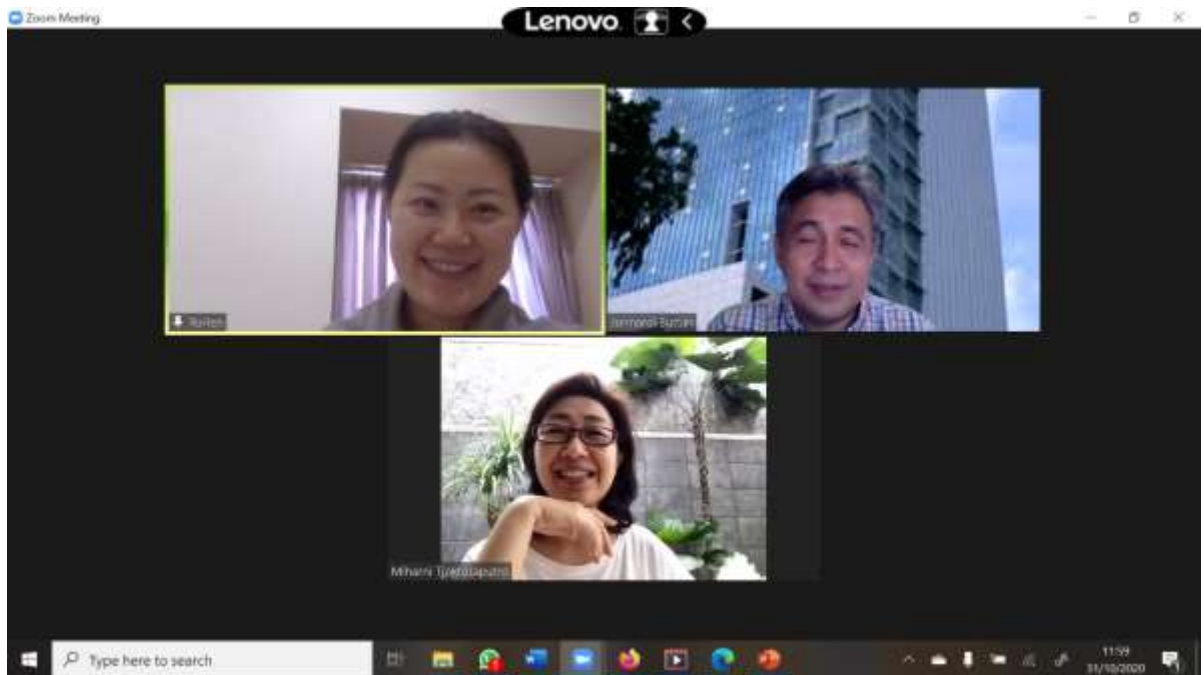 Zoom Meeting
Lenovo
Miharni Tjokrosaputro
Type here to search
11:59
31/10/2020